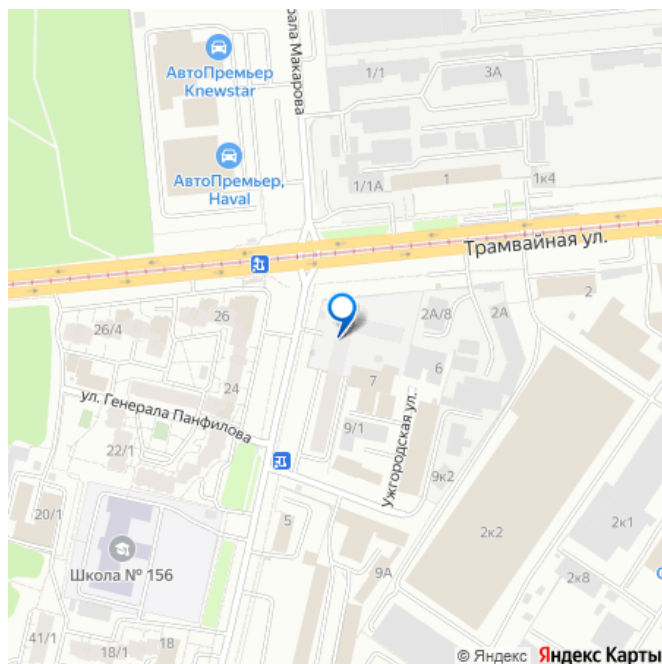 рала Макарова
АвтоПремьер
Knewstar
1/1
3А
АвтоПремьер,
Haval
1/1А
1
1к4
Трамвайная ул.
26/4
26
2А/8
2А
2
24
7
6
ул. Генерала Панфилова
22/1
9/1
Ужгородская ул.
9к2
20/1
5
2к2
2к1
Школа № 156
9А
2к8
С
41/1
18/1
18
© Яндекс Яндекс Карты